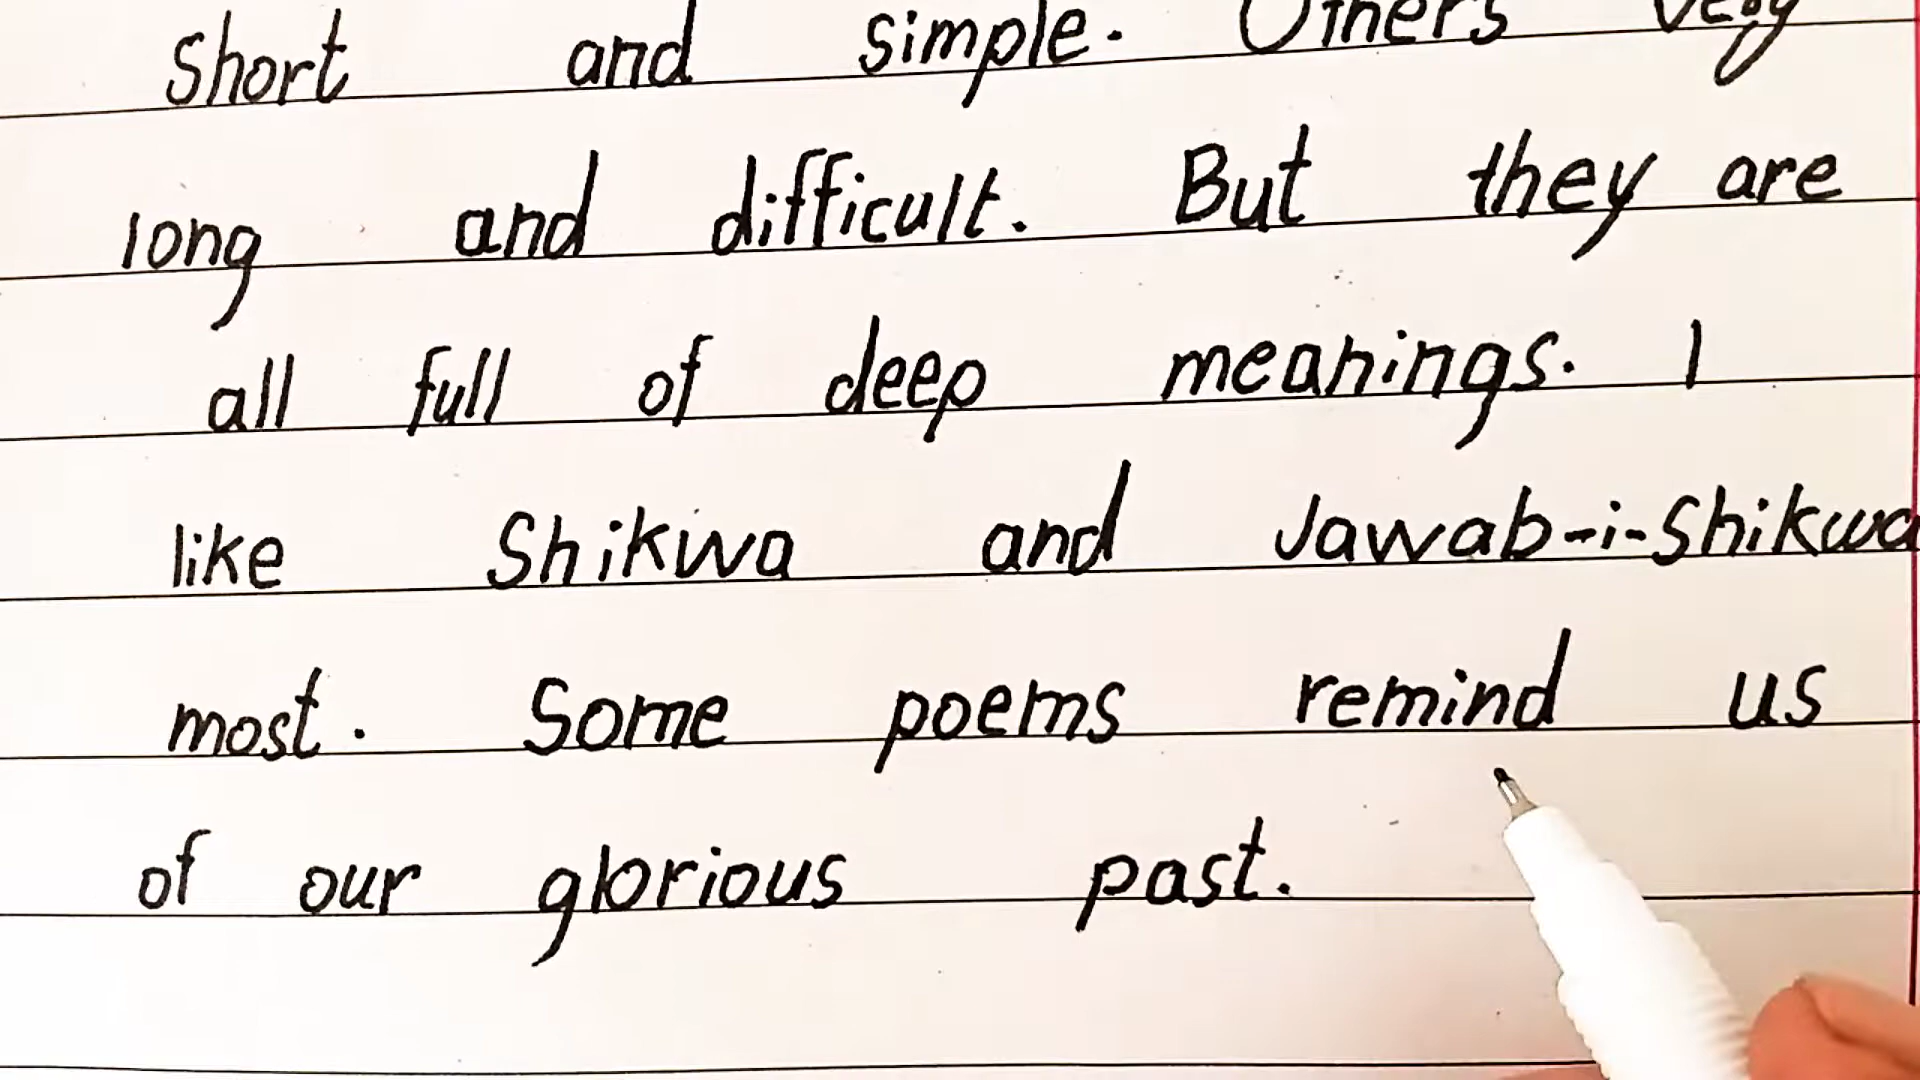 short and simple. Others very
long and difficult. But they are
all full of deep meanings. I
like Shikwa and Jawab-i-Shikwa
most. Some poems remind us
of our glorious past.